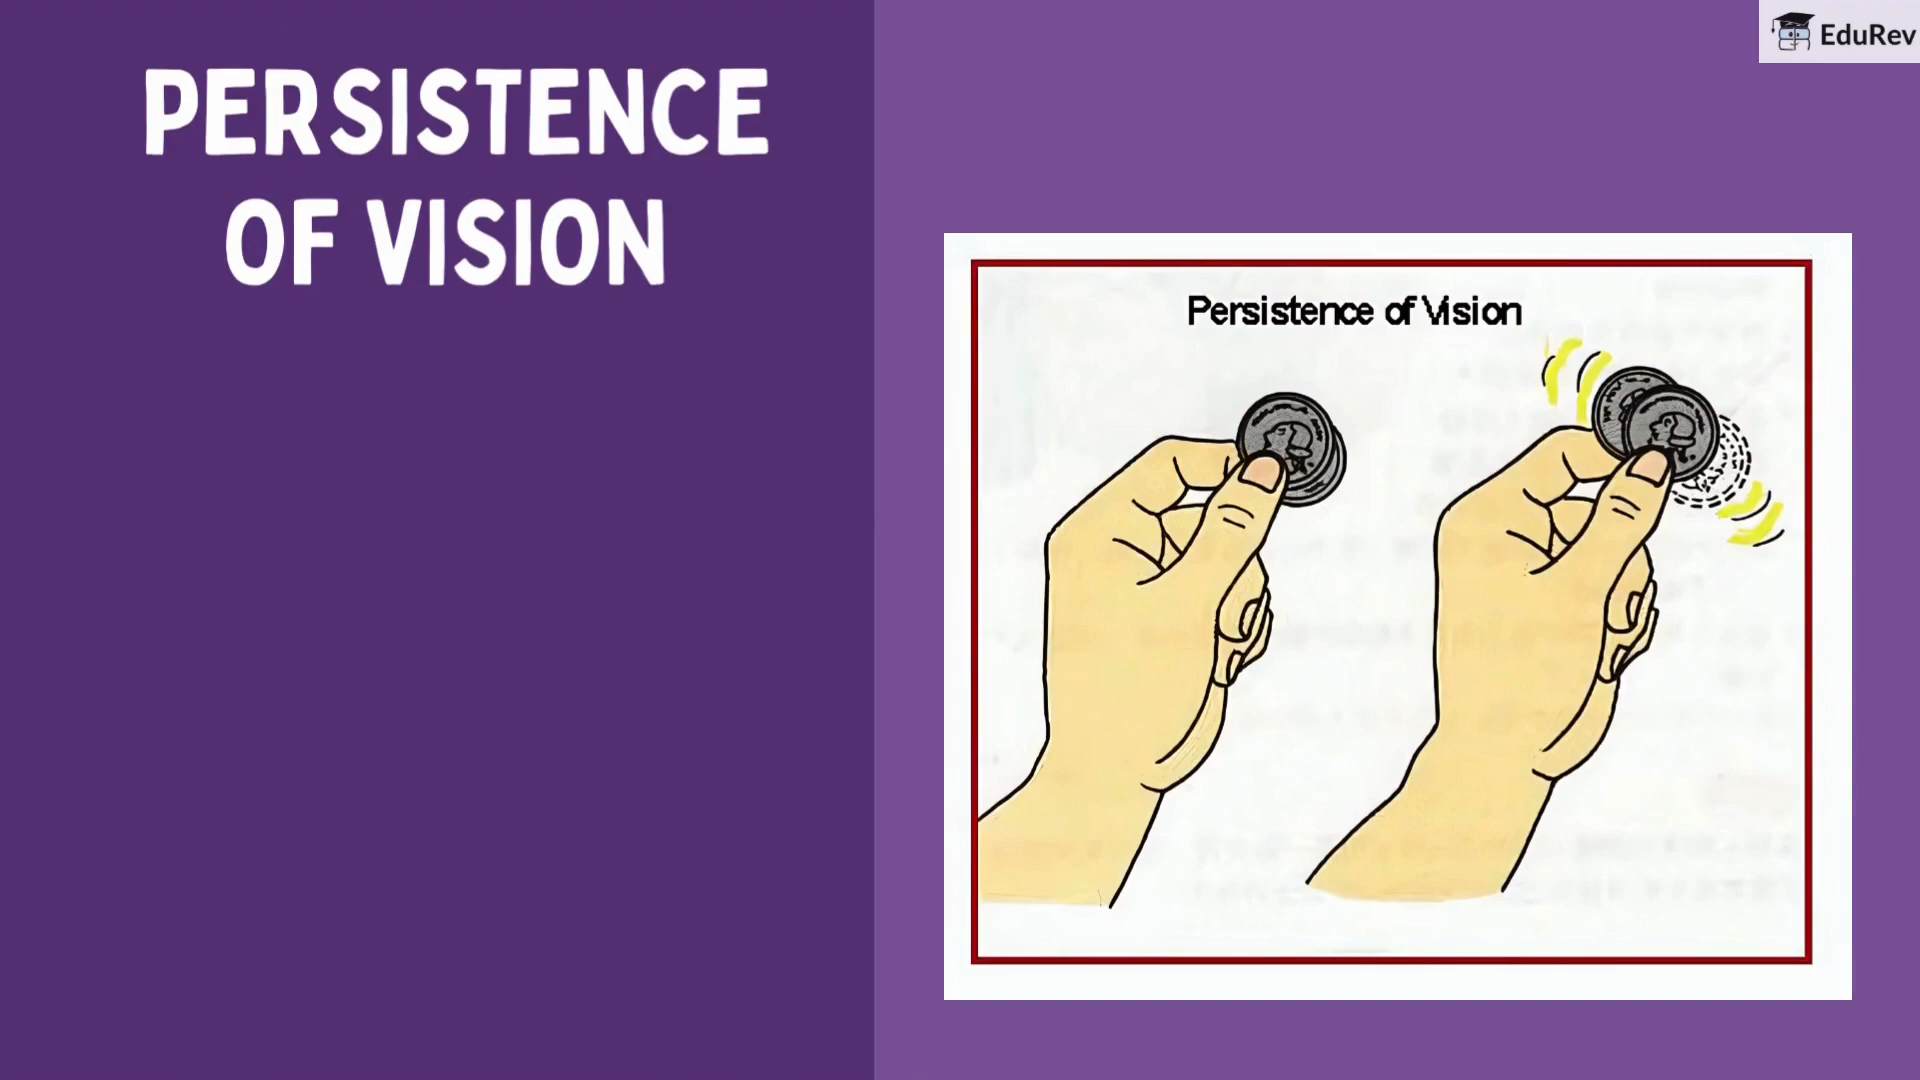 PERSISTENCE
OF VISION
EduRev
Persistence of Vision